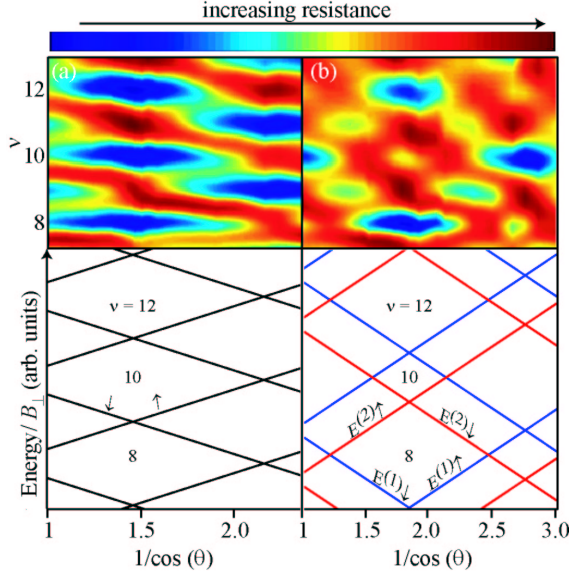 increasing resistance
(a) (b)
12
ν
10
8
Energy/ B⊥ (arb. units)
ν = 12 ν = 12
10 10
↓ ↑
E(2)↑ E(2)↓
8 8
E(1)↓ E(1)↑
1.0 1.5 2.0 1 1.5 2.0 2.5 3.0
1/cos (θ) 1/cos (θ)